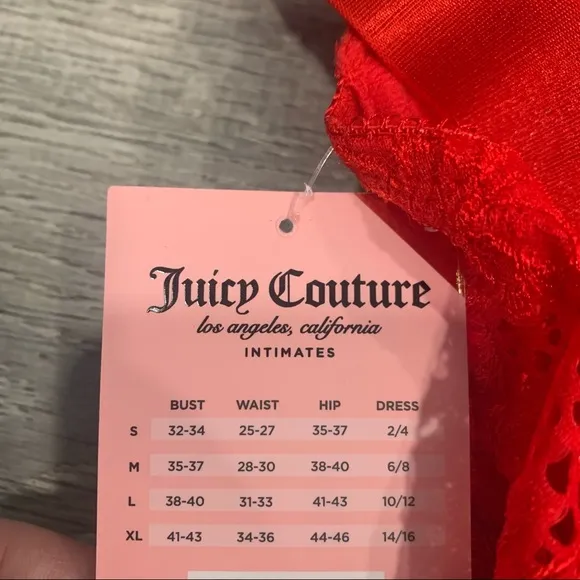 Juicy Couture
los angeles, california
INTIMATES
BUST WAIST HIP DRESS
S 32-34 25-27 35-37 2/4
M 35-37 28-30 38-40 6/8
L 38-40 31-33 41-43 10/12
XL 41-43 34-36 44-46 14/16